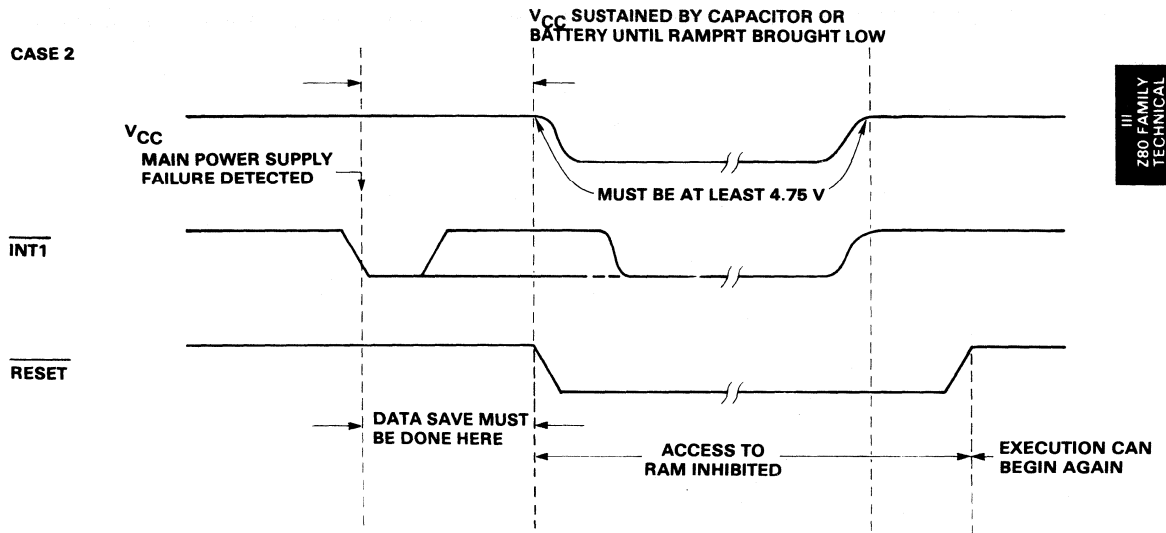 V_CC SUSTAINED BY CAPACITOR OR
BATTERY UNTIL RAMPRT BROUGHT LOW
CASE 2
V_CC
MAIN POWER SUPPLY
FAILURE DETECTED
MUST BE AT LEAST 4.75 V
INT1
RESET
DATA SAVE MUST
BE DONE HERE
ACCESS TO
RAM INHIBITED
EXECUTION CAN
BEGIN AGAIN
III
Z80 FAMILY
TECHNICAL